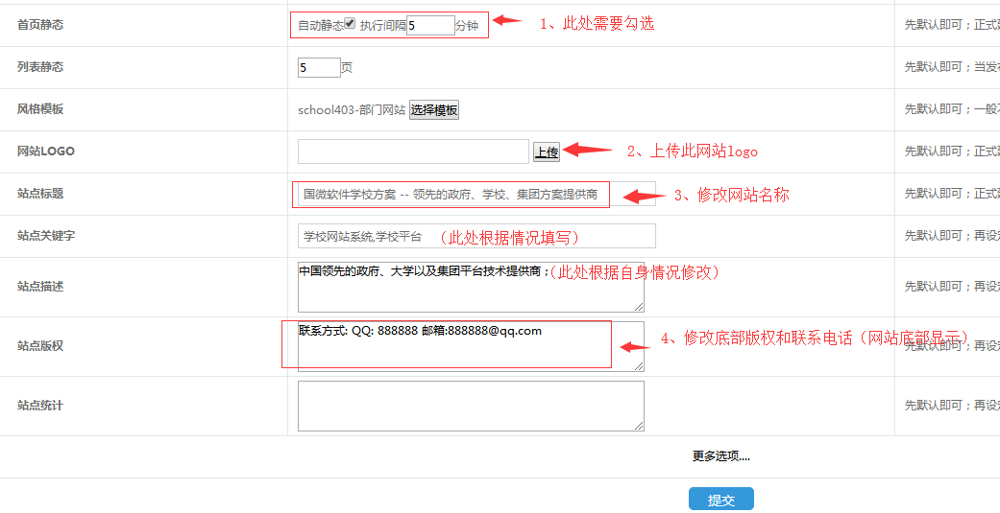 首页静态 自动静态 执行间隔 5 分钟 1、此处需要勾选 先默认即可；正式
列表静态 5 页 先默认即可；当发
风格模板 school403-部门网站 选择模板 先默认即可；一般
网站LOGO 上传 2、上传此网站logo 先默认即可；正式
站点标题 国微软件学校方案 -- 领先的政府、学校、集团方案提供商 3、修改网站名称 先默认即可；正式
站点关键字 学校网站系统,学校平台 （此处根据情况填写） 先默认即可；再设
站点描述 中国领先的政府、大学以及集团平台技术提供商； （此处根据自身情况修改） 先默认即可；再设
站点版权 联系方式: QQ: 888888 邮箱:888888@qq.com 4、修改底部版权和联系电话（网站底部显示） 先默认即可；再设
站点统计 先默认即可；再设
更多选项....
提交